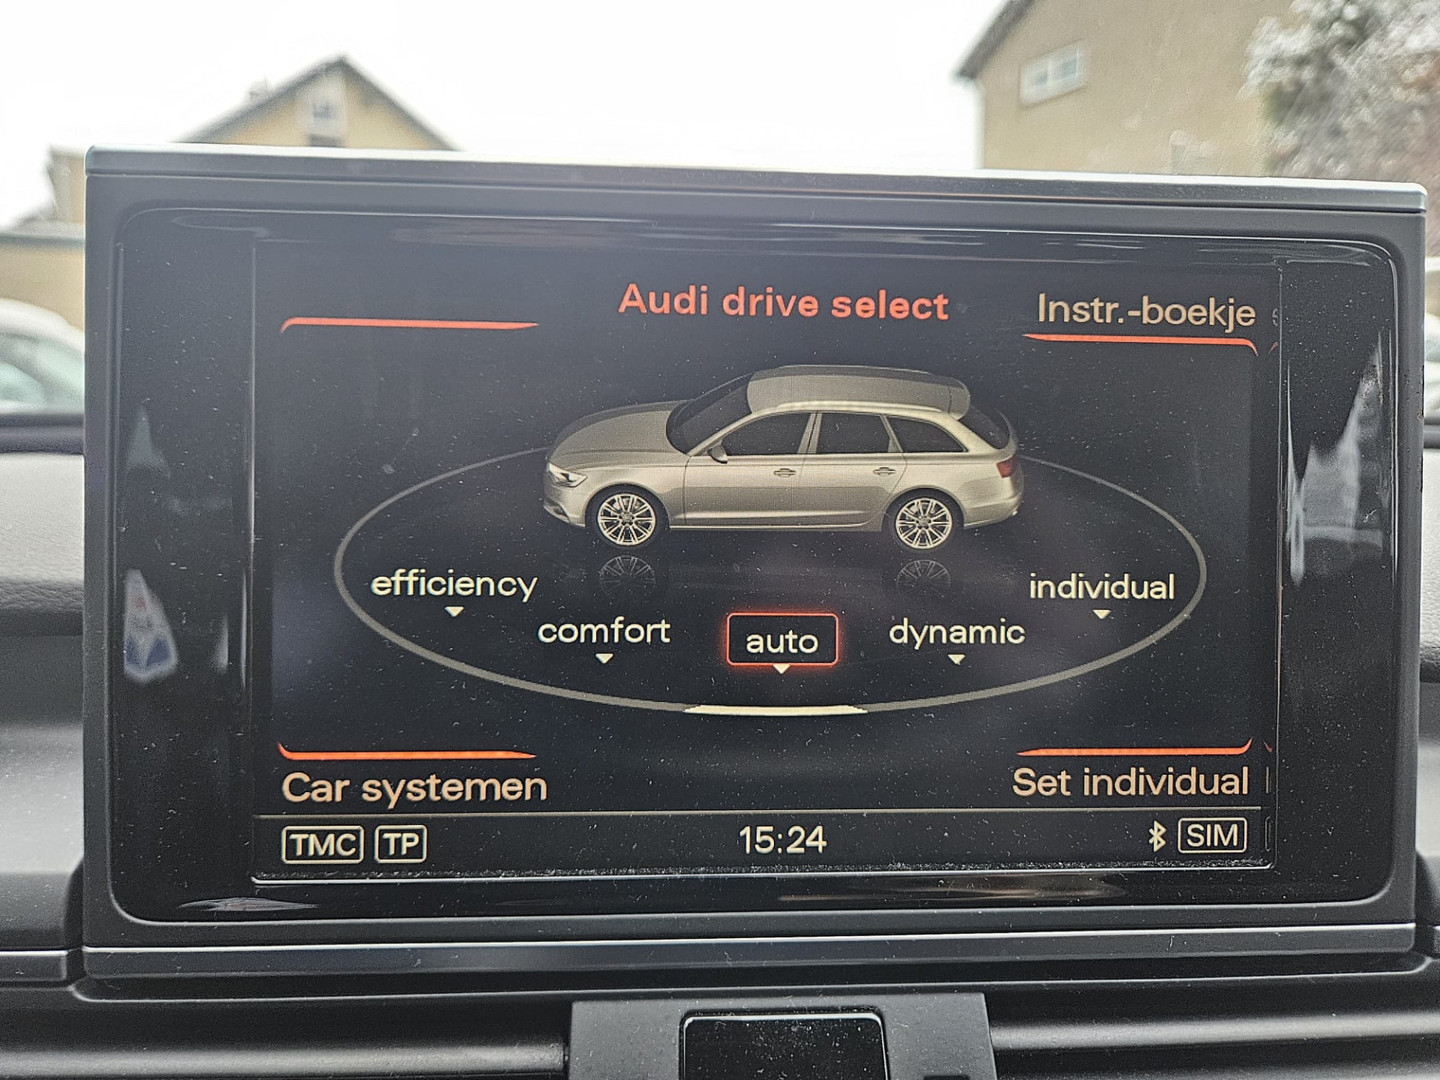 Audi drive select
Instr.-boekje
efficiency
individual
comfort
auto
dynamic
Car systemen
Set individual
TMC TP
15:24
SIM